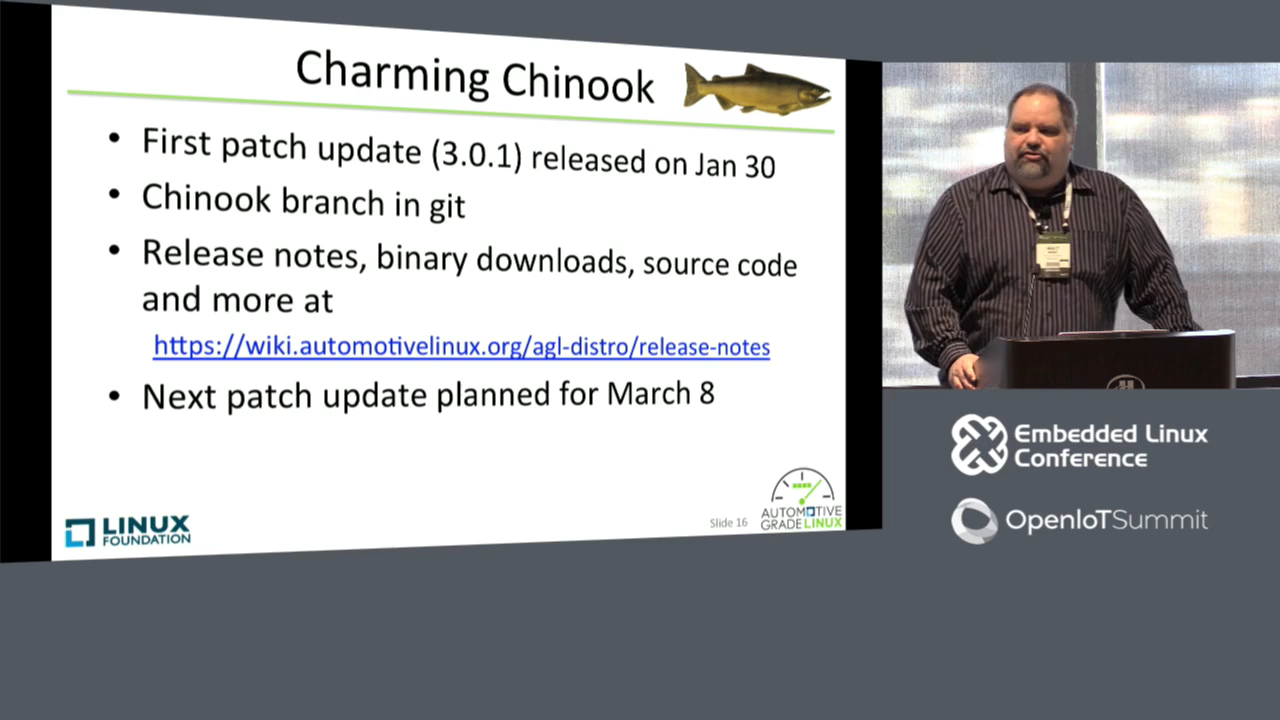 Charming Chinook
• First patch update (3.0.1) released on Jan 30
• Chinook branch in git
• Release notes, binary downloads, source code
and more at
https://wiki.automotivelinux.org/agl-distro/release-notes
• Next patch update planned for March 8
LINUX
FOUNDATION
Slide 16
AUTOMOTIVE
GRADELINUX
Embedded Linux
Conference
OpenIoTSummit